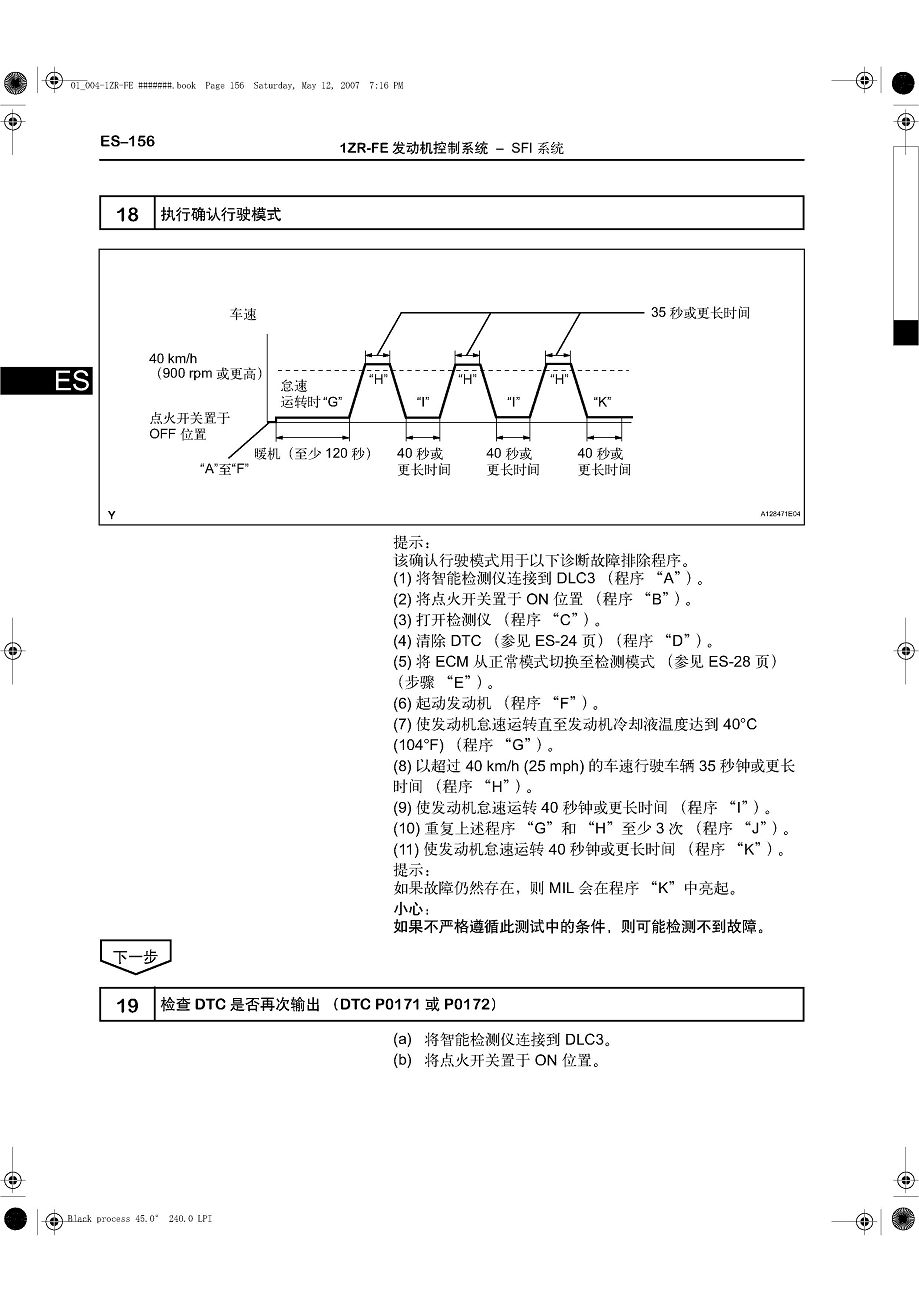 01_004-1ZR-FE #######.book Page 156 Saturday, May 12, 2007 7:16 PM
ES–156
1ZR-FE 发动机控制系统 – SFI 系统
18 执行确认行驶模式
车速
35 秒或更长时间
40 km/h
（900 rpm 或更高）
“H” “H” “H”
怠速
运转时“G” “I” “I” “K”
点火开关置于
OFF 位置
暖机（至少 120 秒） 40 秒或 40 秒或 40 秒或
“A”至“F” 更长时间 更长时间 更长时间
Y
A128471E04
ES
提示：
该确认行驶模式用于以下诊断故障排除程序。
(1) 将智能检测仪连接到 DLC3 （程序 “A”）。
(2) 将点火开关置于 ON 位置 （程序 “B”）。
(3) 打开检测仪 （程序 “C”）。
(4) 清除 DTC （参见 ES-24 页）（程序 “D”）。
(5) 将 ECM 从正常模式切换至检测模式 （参见 ES-28 页）
（步骤 “E”）。
(6) 起动发动机 （程序 “F”）。
(7) 使发动机怠速运转直至发动机冷却液温度达到 40°C
(104°F) （程序 “G”）。
(8) 以超过 40 km/h (25 mph) 的车速行驶车辆 35 秒钟或更长
时间 （程序 “H”）。
(9) 使发动机怠速运转 40 秒钟或更长时间 （程序 “I”）。
(10) 重复上述程序 “G” 和 “H” 至少 3 次 （程序 “J”）。
(11) 使发动机怠速运转 40 秒钟或更长时间 （程序 “K”）。
提示：
如果故障仍然存在，则 MIL 会在程序 “K” 中亮起。
小心：
如果不严格遵循此测试中的条件，则可能检测不到故障。
下一步
19 检查 DTC 是否再次输出 （DTC P0171 或 P0172）
(a) 将智能检测仪连接到 DLC3。
(b) 将点火开关置于 ON 位置。
Black process 45.0° 240.0 LPI